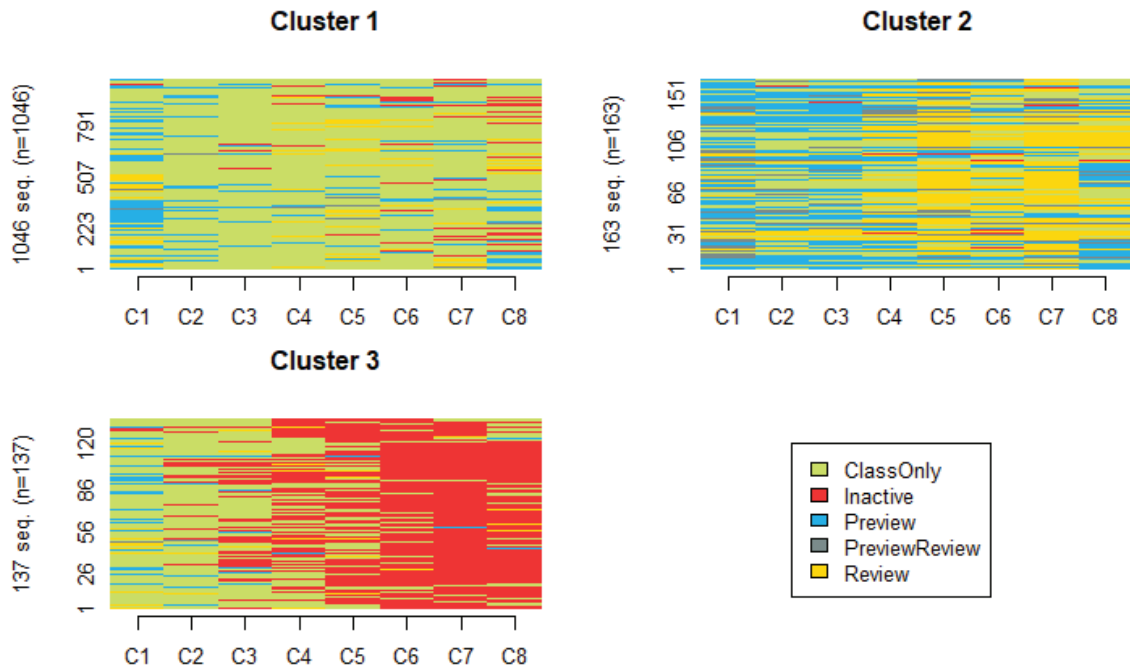 Cluster 1
1046 seq. (n=1046)
1 223 507 791
C1 C2 C3 C4 C5 C6 C7 C8
Cluster 2
163 seq. (n=163)
1 31 66 106 151
C1 C2 C3 C4 C5 C6 C7 C8
Cluster 3
137 seq. (n=137)
1 26 56 86 120
C1 C2 C3 C4 C5 C6 C7 C8
ClassOnly
Inactive
Preview
PreviewReview
Review